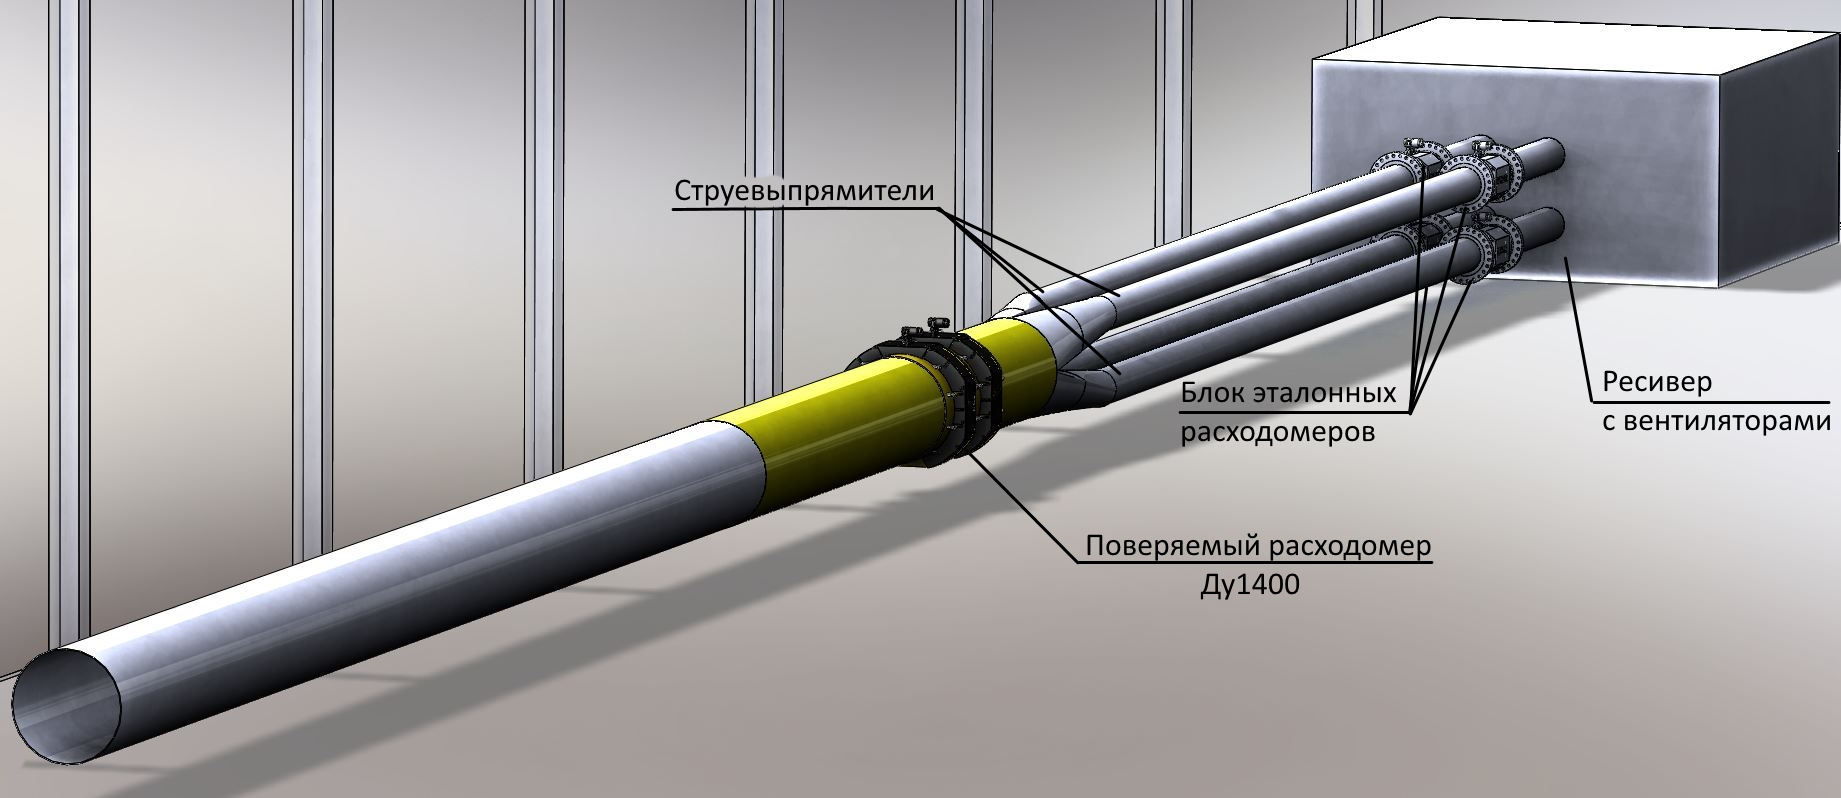 Струевыпрямители
Блок эталонных
расходомеров
Ресивер
с вентиляторами
Поверяемый расходомер
Ду1400